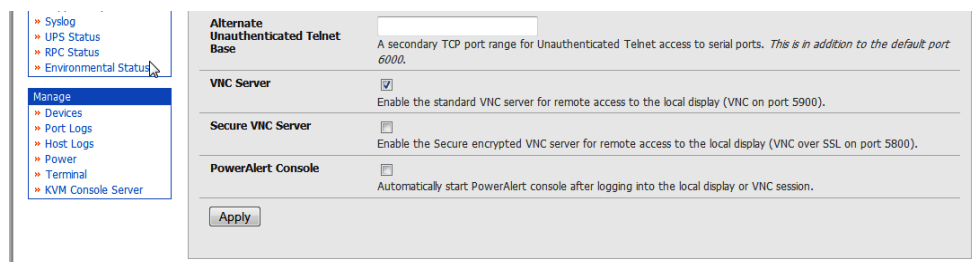 » Syslog
» UPS Status
» RPC Status
» Environmental Status
Manage
» Devices
» Port Logs
» Host Logs
» Power
» Terminal
» KVM Console Server
Alternate
Unauthenticated Telnet
Base
A secondary TCP port range for Unauthenticated Telnet access to serial ports. This is in addition to the default port
6000.
VNC Server
Enable the standard VNC server for remote access to the local display (VNC on port 5900).
Secure VNC Server
Enable the Secure encrypted VNC server for remote access to the local display (VNC over SSL on port 5800).
PowerAlert Console
Automatically start PowerAlert console after logging into the local display or VNC session.
Apply